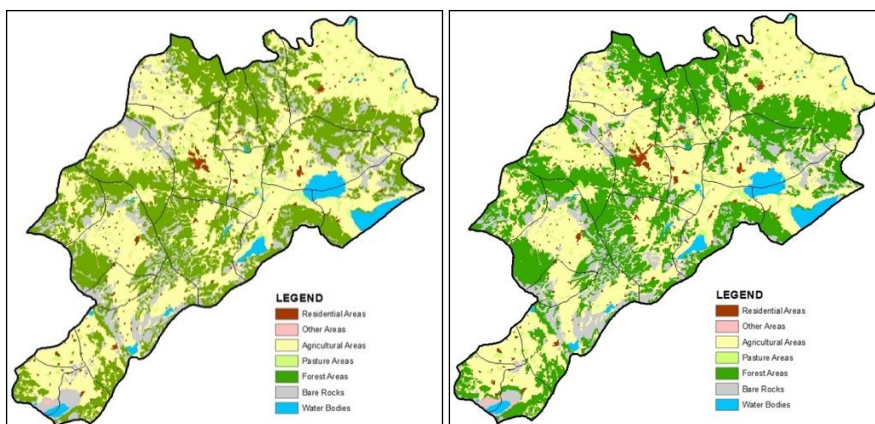 LEGEND
Residential Areas
Other Areas
Agricultural Areas
Pasture Areas
Forest Areas
Bare Rocks
Water Bodies
LEGEND
Residential Areas
Other Areas
Agricultural Areas
Pasture Areas
Forest Areas
Bare Rocks
Water Bodies